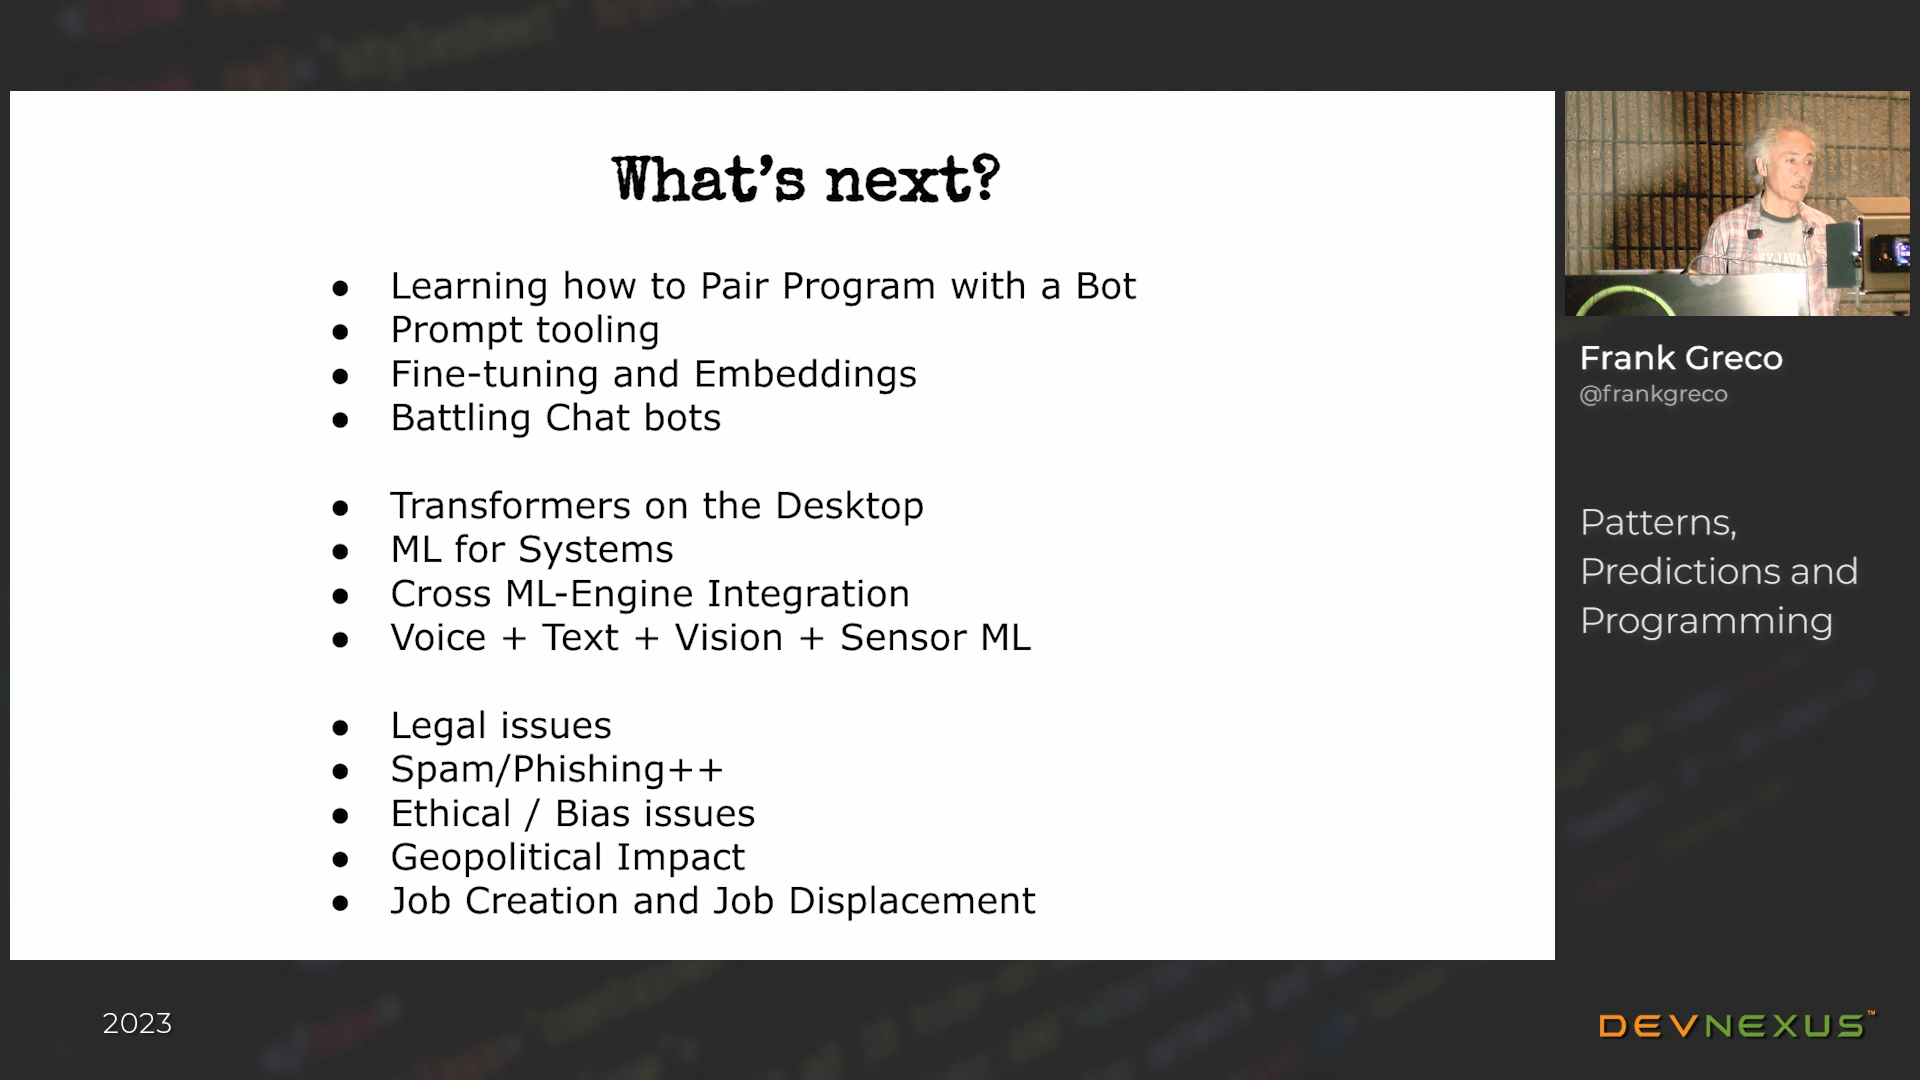 What's next?
● Learning how to Pair Program with a Bot
● Prompt tooling
● Fine-tuning and Embeddings
● Battling Chat bots
● Transformers on the Desktop
● ML for Systems
● Cross ML-Engine Integration
● Voice + Text + Vision + Sensor ML
● Legal issues
● Spam/Phishing++
● Ethical / Bias issues
● Geopolitical Impact
● Job Creation and Job Displacement
Frank Greco
@frankgreco
Patterns,
Predictions and
Programming
2023
DEVNEXUS™